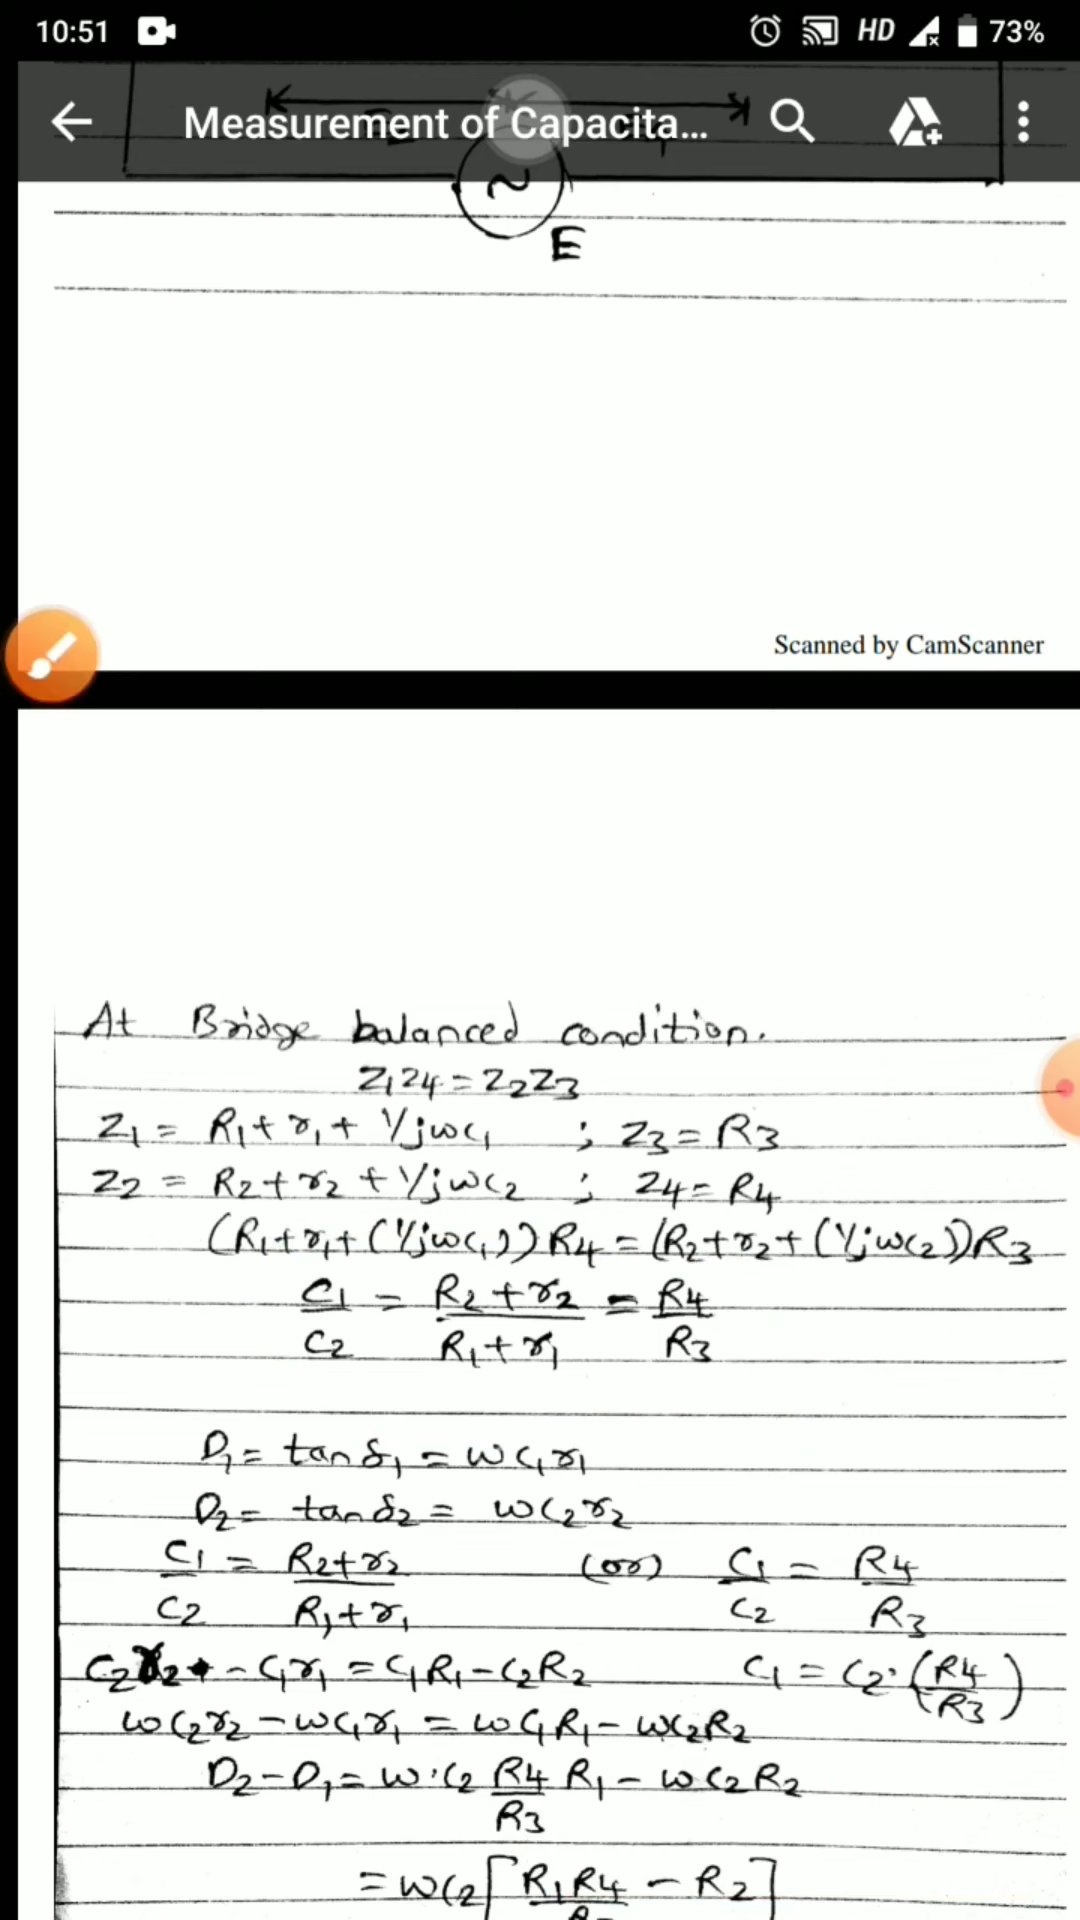 10:51 HD 73%
Measurement of Capacita...
~
E
Scanned by CamScanner
At Bridge balanced condition.
Z1Z4 = Z2Z3
Z1 = R1 + r1 + 1/jωC1 ; Z3 = R3
Z2 = R2 + r2 + 1/jωC2 ; Z4 = R4
(R1 + r1 + (1/jωC1)) R4 = (R2 + r2 + (1/jωC2)) R3
C1/C2 = R2 + r2/R1 + r1 = R4/R3
D1 = tan δ1 = ωC1r1
D2 = tan δ2 = ωC2r2
C1/C2 = R2 + r2/R1 + r1 (or) C1/C2 = R4/R3
C2r2 - C1r1 = C1R1 - C2R2 C1 = C2·(R4/R3)
ωC2r2 - ωC1r1 = ωC1R1 - ωC2R2
D2 - D1 = ω·C2 R4/R3 R1 - ωC2R2
= ωC2[R1R4 - R2]